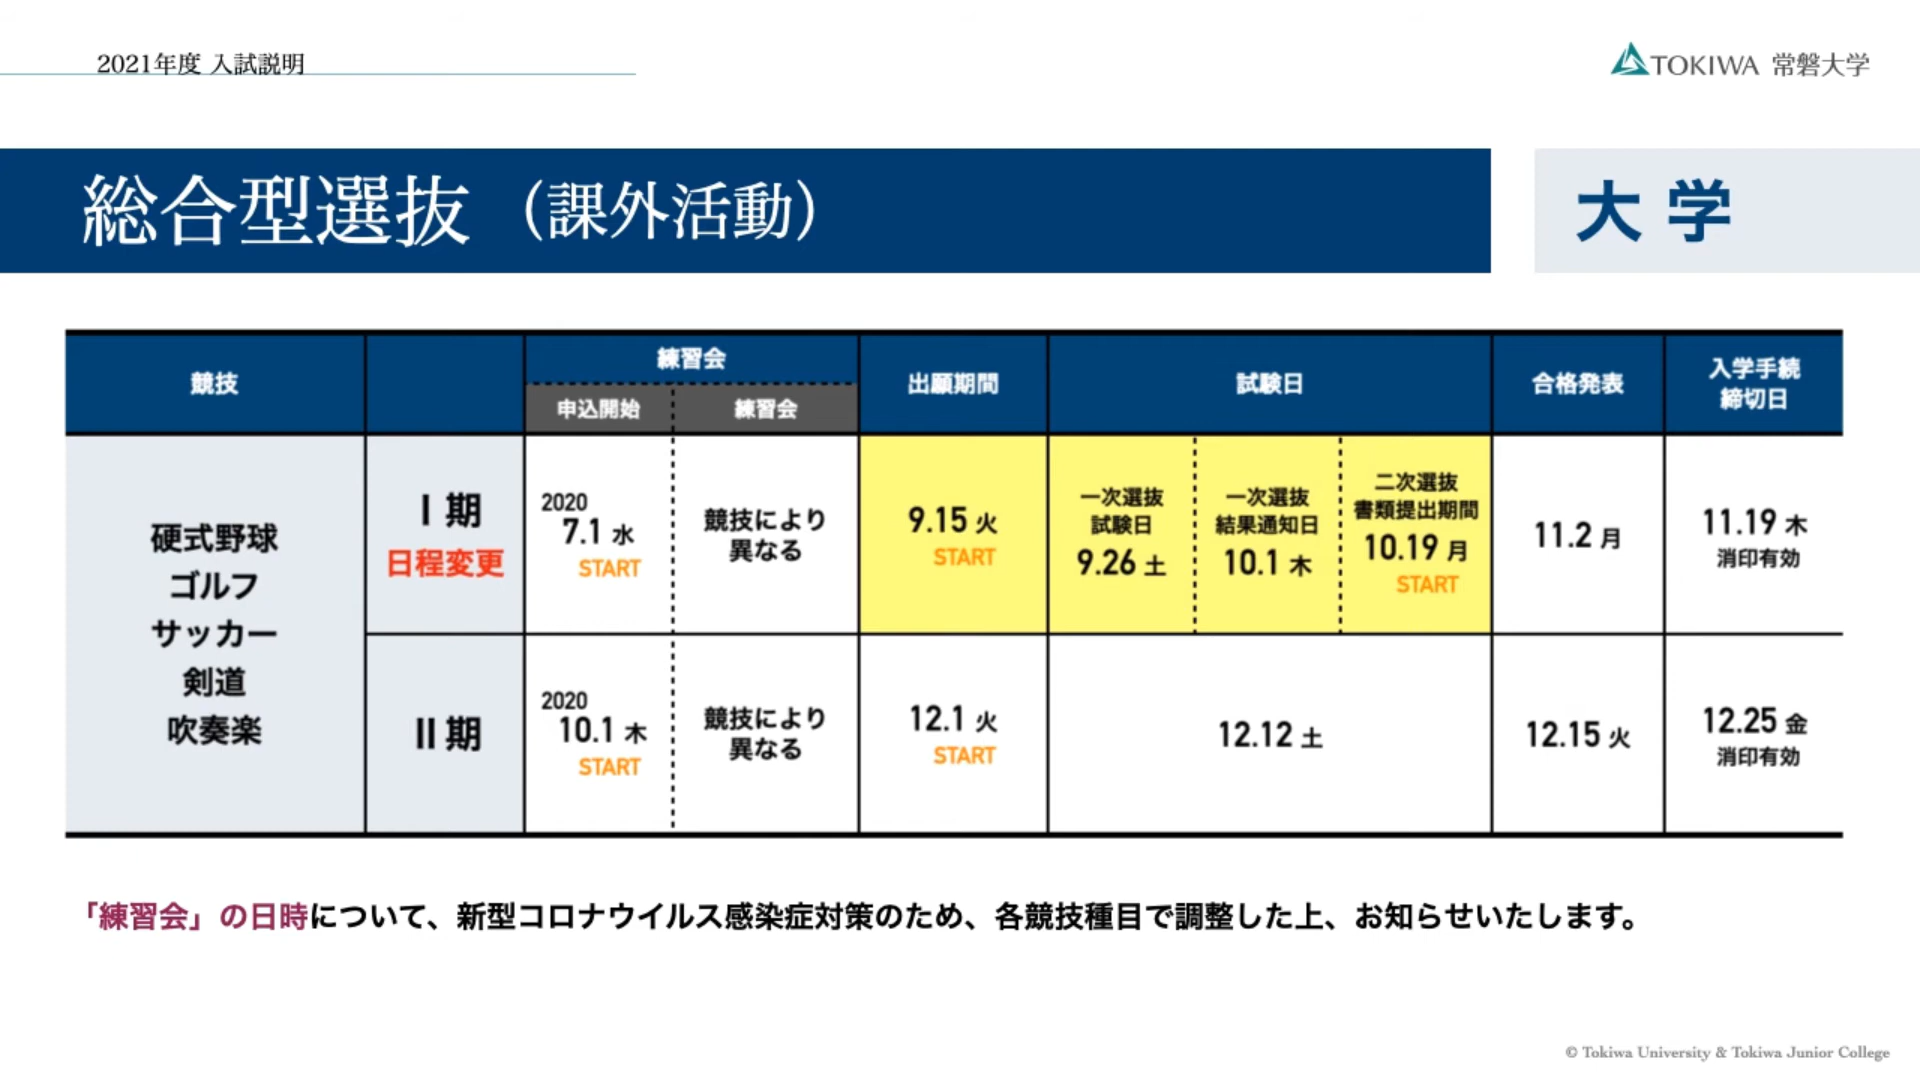 2021年度 入試説明
TOKIWA 常磐大学
総合型選抜（課外活動）
大学
競技
練習会
申込開始
練習会
出願期間
試験日
合格発表
入学手続
締切日
硬式野球
ゴルフ
サッカー
剣道
吹奏楽
I 期
日程変更
2020
7.1 水
START
競技により
異なる
9.15 火
START
一次選抜
試験日
9.26 土
一次選抜
結果通知日
10.1 木
二次選抜
書類提出期間
10.19 月
START
11.2 月
11.19 木
消印有効
II 期
2020
10.1 木
START
競技により
異なる
12.1 火
START
12.12 土
12.15 火
12.25 金
消印有効
「練習会」の日時について、新型コロナウイルス感染症対策のため、各競技種目で調整した上、お知らせいたします。
© Tokiwa University & Tokiwa Junior College